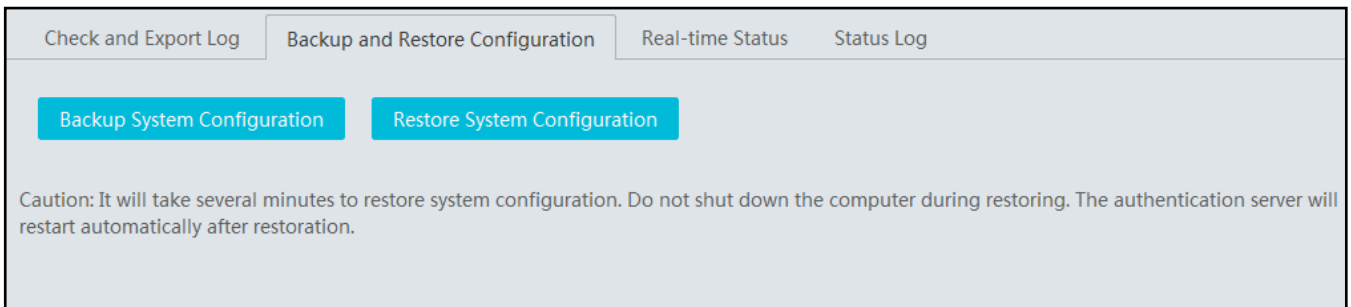 Check and Export Log Backup and Restore Configuration Real-time Status Status Log
Backup System Configuration Restore System Configuration
Caution: It will take several minutes to restore system configuration. Do not shut down the computer during restoring. The authentication server will
restart automatically after restoration.